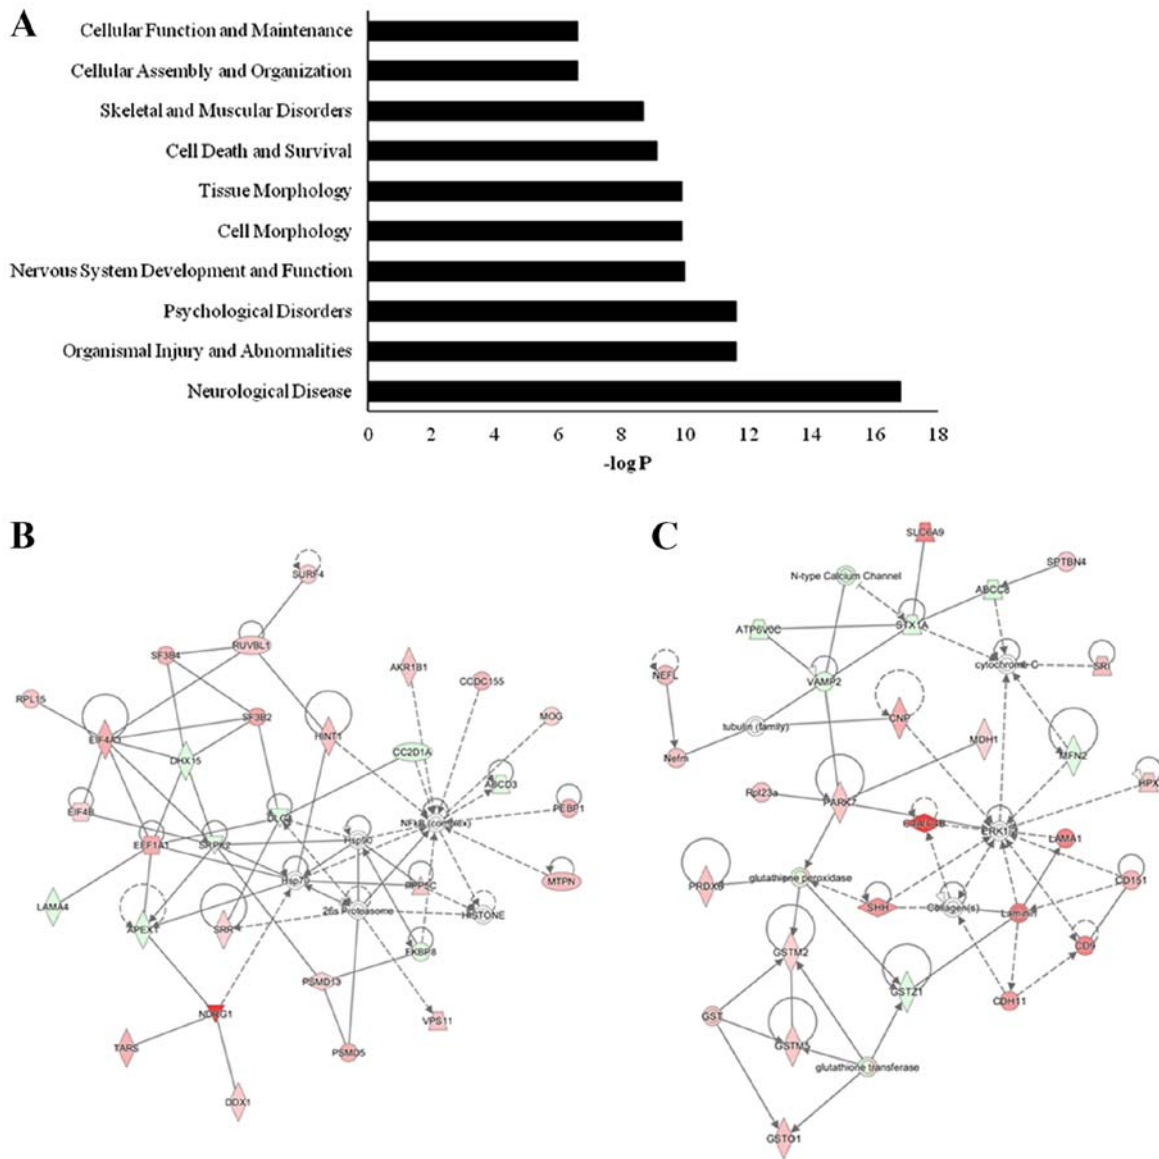 A
Cellular Function and Maintenance
Cellular Assembly and Organization
Skeletal and Muscular Disorders
Cell Death and Survival
Tissue Morphology
Cell Morphology
Nervous System Development and Function
Psychological Disorders
Organismal Injury and Abnormalities
Neurological Disease
0 2 4 6 8 10 12 14 16 18
-log P
B
SURF4
RUVBL1
SF3B4
AKR1B1
CCDC155
RPL15
SF3B2
MOG
EIF4A3
HINT1
CC2D1A
DHX15
ABCD3
EIF4B
PEBP1
NFkB (complex)
Hsp90
EEF1A1
SRPK2
Hsp70
PPP5C
MTPN
LAMA4
26s Proteasome
HISTONE
APEX1
SRR
FKBP8
PSMD13
NDRG1
VPS11
TARS
PSMD5
DDX1
C
SLC6A9
SPTBN4
N-type Calcium Channel
ABCC8
ATP6V0C
STX1A
cytochrome C
SRI
NEFL
VAMP2
tubulin (family)
CNP
MDH1
Nefm
MFN2
HPX
Rpl23a
PARK7
LAMA1
glutathione peroxidase
CD151
PRDX6
SHH
Collagen(s)
Laminin
CD9
GSTM2
GSTZ1
CDH11
GST
GSTM5
glutathione transferase
GSTO1